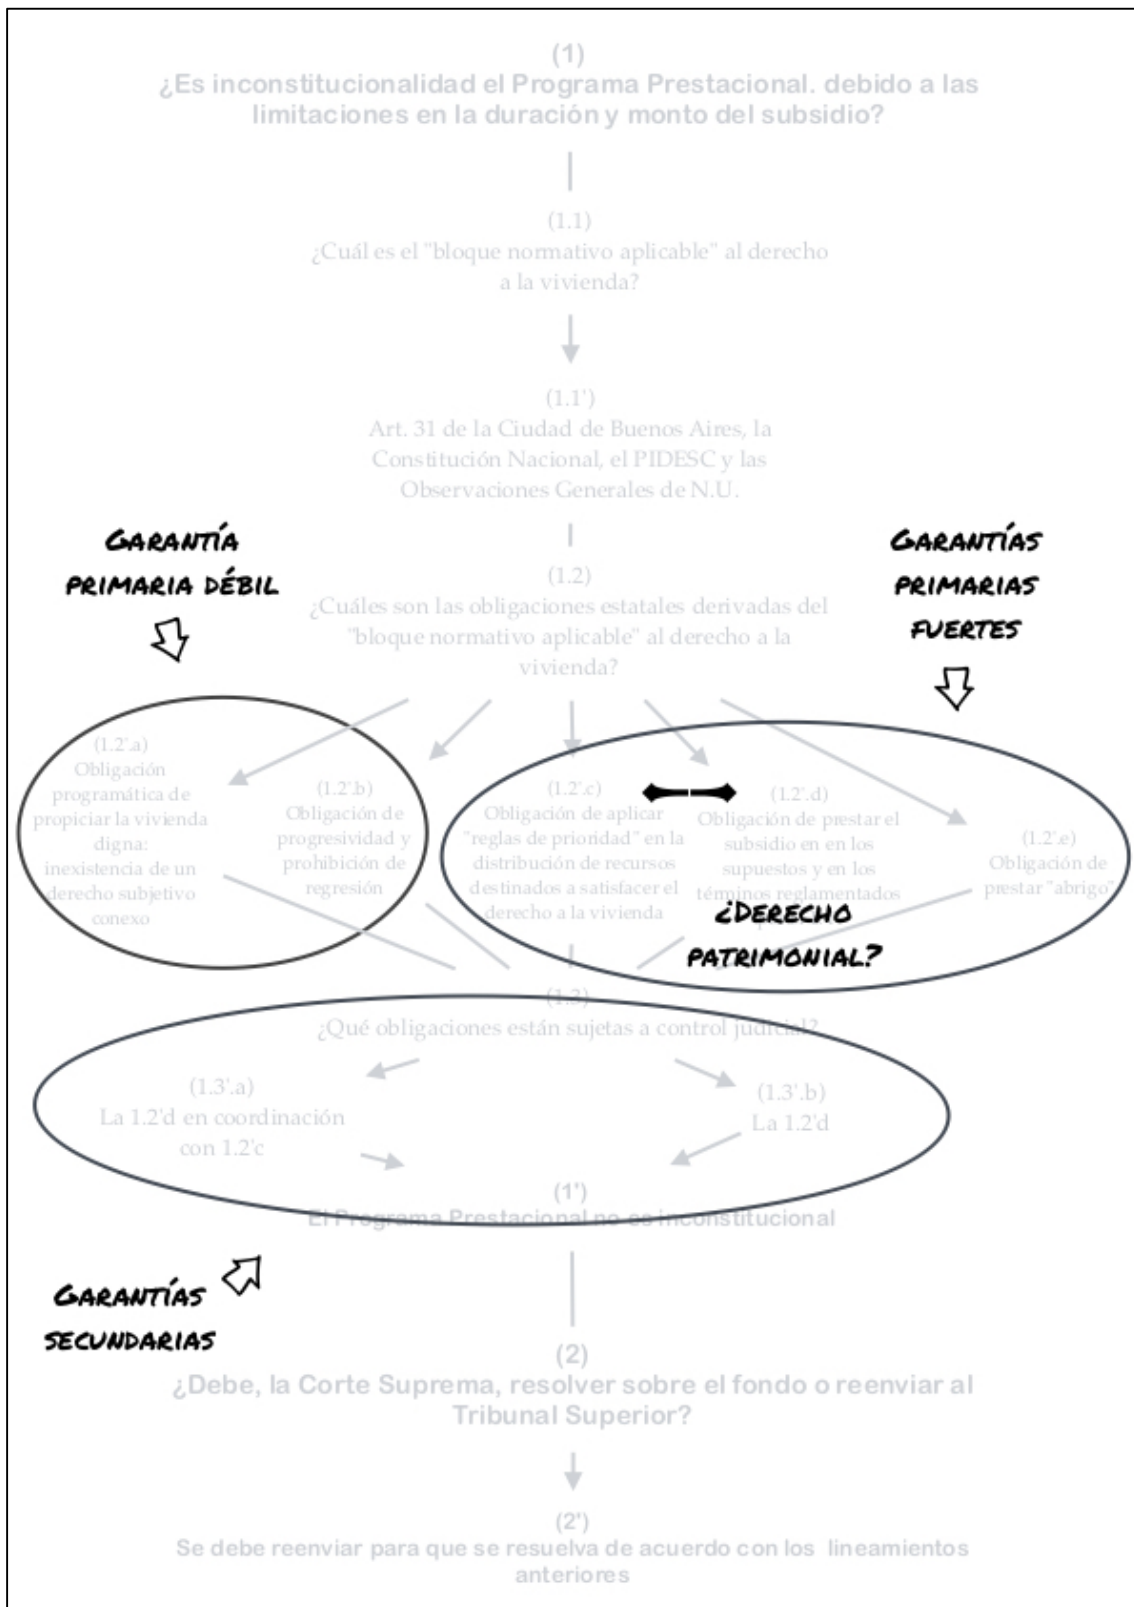 (1)
¿Es inconstitucionalidad el Programa Prestacional. debido a las
limitaciones en la duración y monto del subsidio?
(1.1)
¿Cuál es el "bloque normativo aplicable" al derecho
a la vivienda?
(1.1')
Art. 31 de la Ciudad de Buenos Aires, la
Constitución Nacional, el PIDESC y las
Observaciones Generales de N.U.
GARANTÍA
PRIMARIA DÉBIL
GARANTÍAS
PRIMARIAS
FUERTES
(1.2)
¿Cuáles son las obligaciones estatales derivadas del
"bloque normativo aplicable" al derecho a la
vivienda?
(1.2'.a)
Obligación
programática de
propiciar la vivienda
digna:
inexistencia de un
derecho subjetivo
conexo
(1.2'.b)
Obligación de
progresividad y
prohibición de
regresión
(1.2'.c)
Obligación de aplicar
"reglas de prioridad" en la
distribución de recursos
destinados a satisfacer el
derecho a la vivienda
(1.2'.d)
Obligación de prestar el
subsidio en en los
supuestos y en los
términos reglamentados
(1.2'.e)
Obligación de
prestar "abrigo"
¿DERECHO
PATRIMONIAL?
(1.3)
¿Qué obligaciones están sujetas a control judicial?
(1.3'.a)
La 1.2'd en coordinación
con 1.2'c
(1.3'.b)
La 1.2'd
(1')
El Programa Prestacional no es inconstitucional
GARANTÍAS
SECUNDARIAS
(2)
¿Debe, la Corte Suprema, resolver sobre el fondo o reenviar al
Tribunal Superior?
(2')
Se debe reenviar para que se resuelva de acuerdo con los lineamientos
anteriores